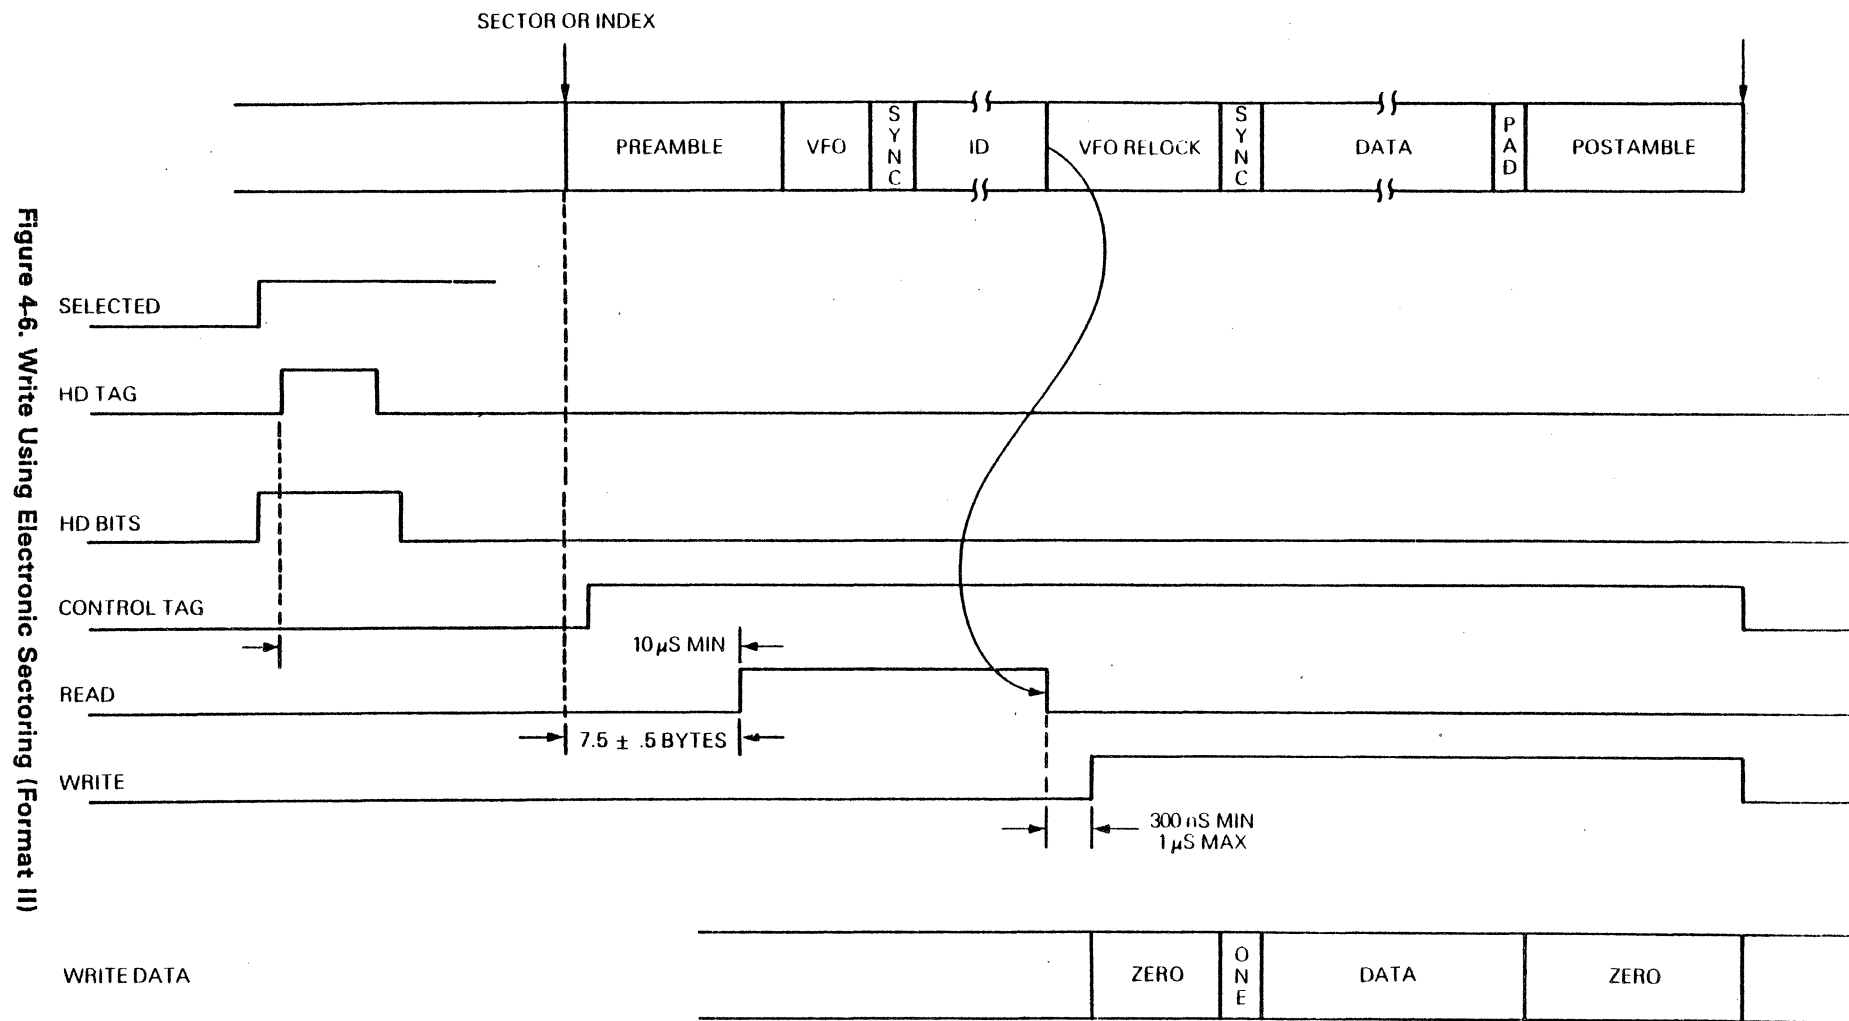 SECTOR OR INDEX
PREAMBLE
VFO
SYNC
ID
VFO RELOCK
SYNC
DATA
PAD
POSTAMBLE
SELECTED
HD TAG
HD BITS
CONTROL TAG
10 µS MIN
READ
7.5 ± .5 BYTES
WRITE
300 nS MIN
1 µS MAX
WRITE DATA
ZERO
ONE
DATA
ZERO
Figure 4-6. Write Using Electronic Sectoring (Format III)